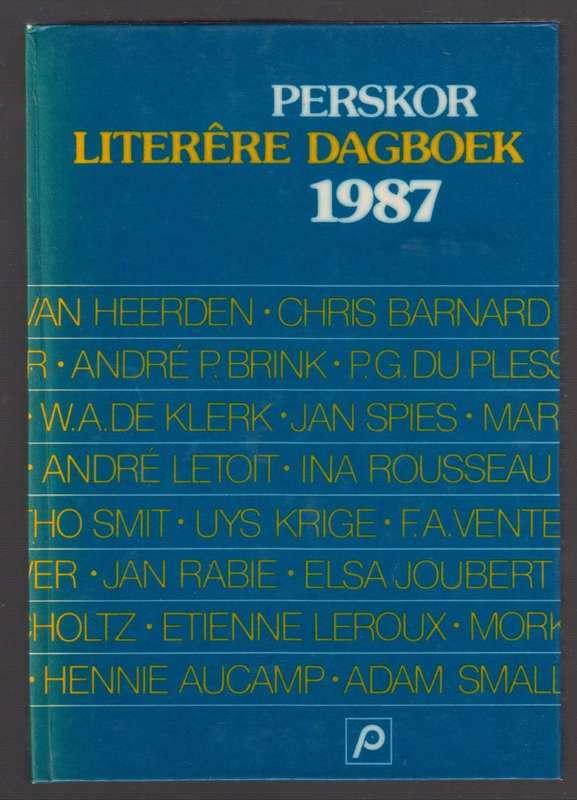 PERSKOR
LITERÊRE DAGBOEK
1987
VAN HEERDEN · CHRIS BARNARD
R · ANDRÉ P. BRINK · P.G. DU PLESS
· W.A. DE KLERK · JAN SPIES · MAR
· ANDRÉ LETOIT · INA ROUSSEAU
THO SMIT · UYS KRIGE · F.A. VENTE
VER · JAN RABIE · ELSA JOUBERT
HOLTZ · ETIENNE LEROUX · MORK
· HENNIE AUCAMP · ADAM SMALL
P